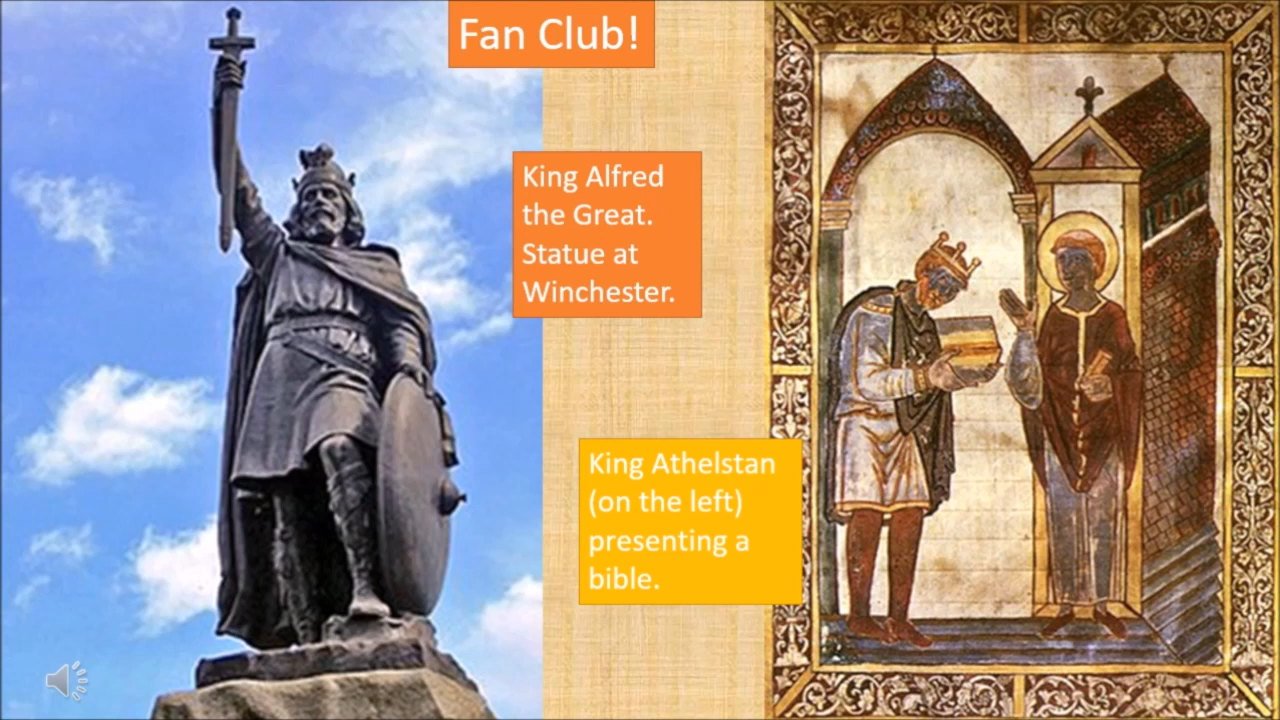 Fan Club!
King Alfred
the Great.
Statue at
Winchester.
King Athelstan
(on the left)
presenting a
bible.